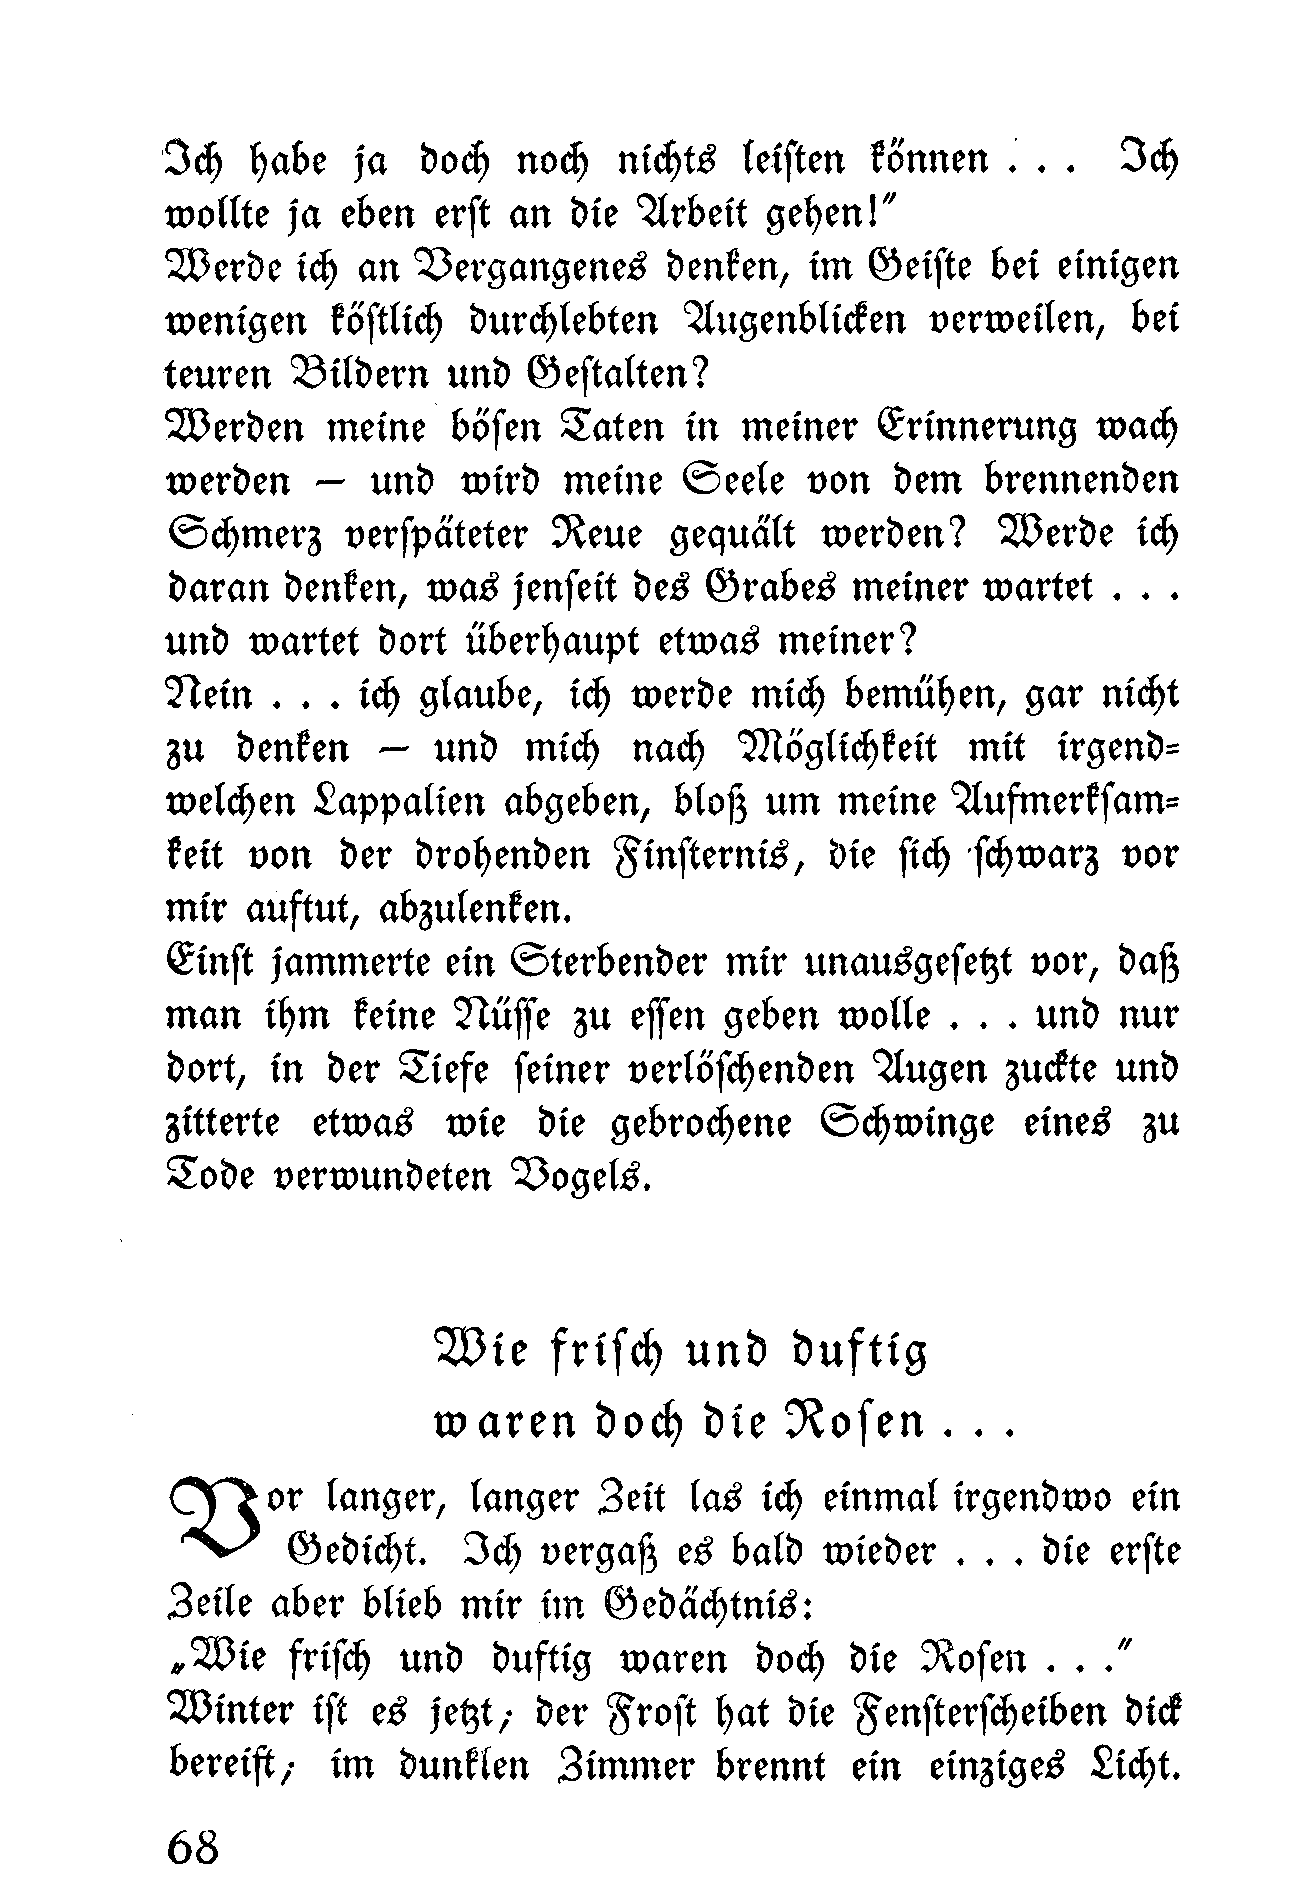 Ich habe ja doch noch nichts leisten können . . . Ich
wollte ja eben erst an die Arbeit gehen!"
Werde ich an Vergangenes denken, im Geiste bei einigen
wenigen köstlich durchlebten Augenblicken verweilen, bei
teuren Bildern und Gestalten?
Werden meine bösen Taten in meiner Erinnerung wach
werden — und wird meine Seele von dem brennenden
Schmerz verspäteter Reue gequält werden? Werde ich
daran denken, was jenseit des Grabes meiner wartet . . .
und wartet dort überhaupt etwas meiner?
Nein . . . ich glaube, ich werde mich bemühen, gar nicht
zu denken — und mich nach Möglichkeit mit irgend-
welchen Lappalien abgeben, bloß um meine Aufmerksam-
keit von der drohenden Finsternis, die sich schwarz vor
mir auftut, abzulenken.
Einst jammerte ein Sterbender mir unausgesetzt vor, daß
man ihm keine Nüsse zu essen geben wolle . . . und nur
dort, in der Tiefe seiner verlöschenden Augen zuckte und
zitterte etwas wie die gebrochene Schwinge eines zu
Tode verwundeten Vogels.
Wie frisch und duftig
waren doch die Rosen . . .
Vor langer, langer Zeit las ich einmal irgendwo ein
Gedicht. Ich vergaß es bald wieder . . . die erste
Zeile aber blieb mir im Gedächtnis:
„Wie frisch und duftig waren doch die Rosen . . ."
Winter ist es jetzt; der Frost hat die Fensterscheiben dick
bereift; im dunklen Zimmer brennt ein einziges Licht.
68